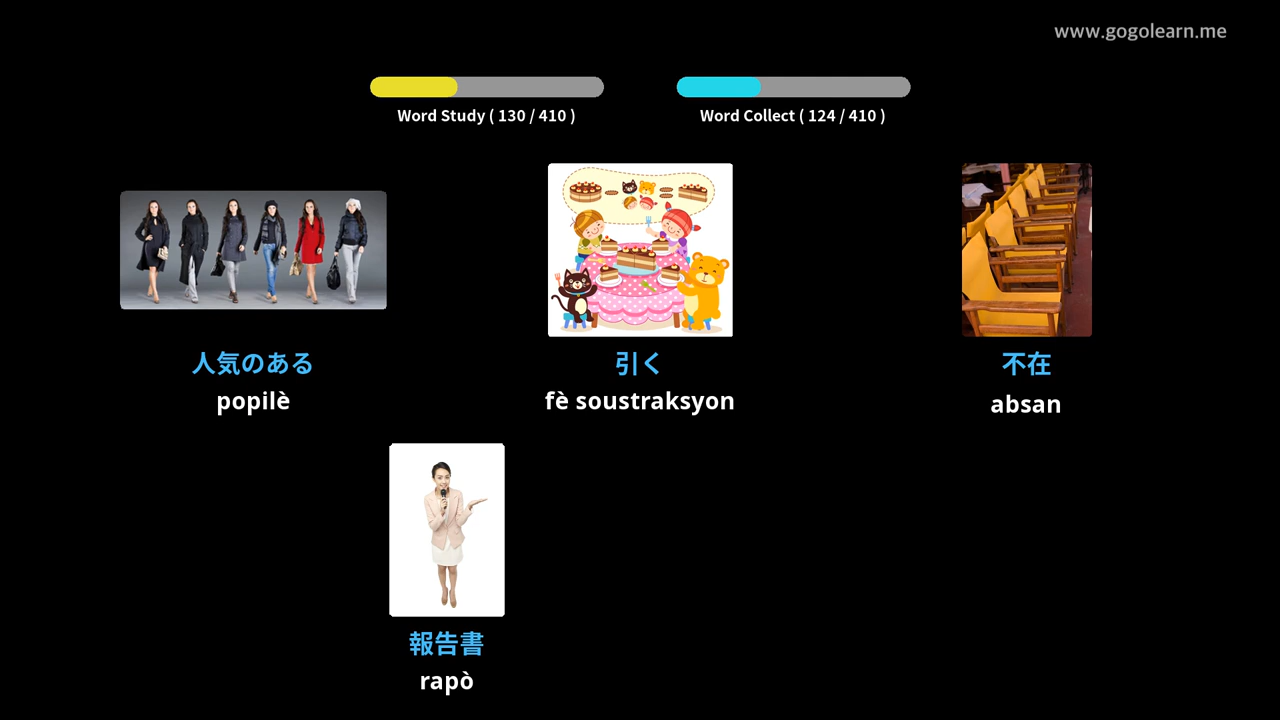 www.gogolearn.me
Word Study ( 130 / 410 )
Word Collect ( 124 / 410 )
人気のある
popilè
引く
fè soustraksyon
不在
absan
報告書
rapò